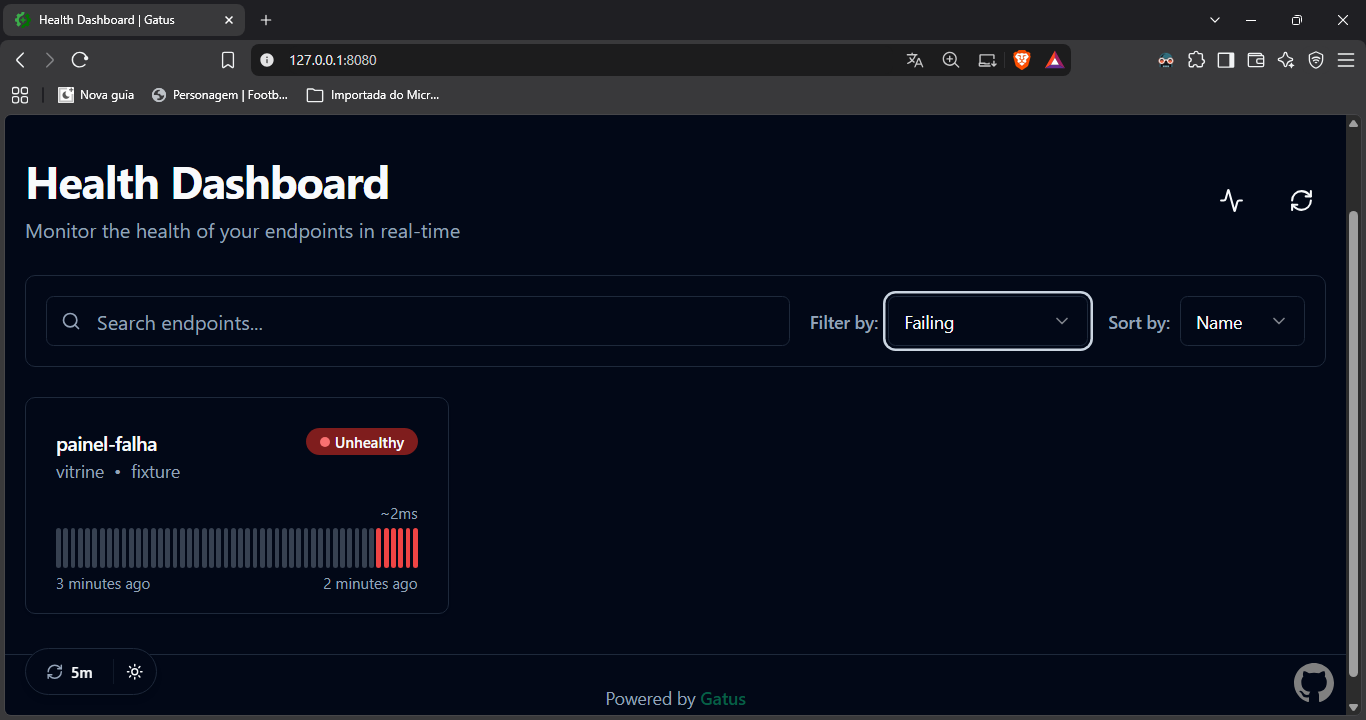 Health Dashboard | Gatus
127.0.0.1:8080
Nova guia
Personagem | Footb...
Importada do Micr...
Health Dashboard
Monitor the health of your endpoints in real-time
Search endpoints...
Filter by:
Failing
Sort by:
Name
painel-falha
Unhealthy
vitrine • fixture
~2ms
3 minutes ago
2 minutes ago
5m
Powered by Gatus